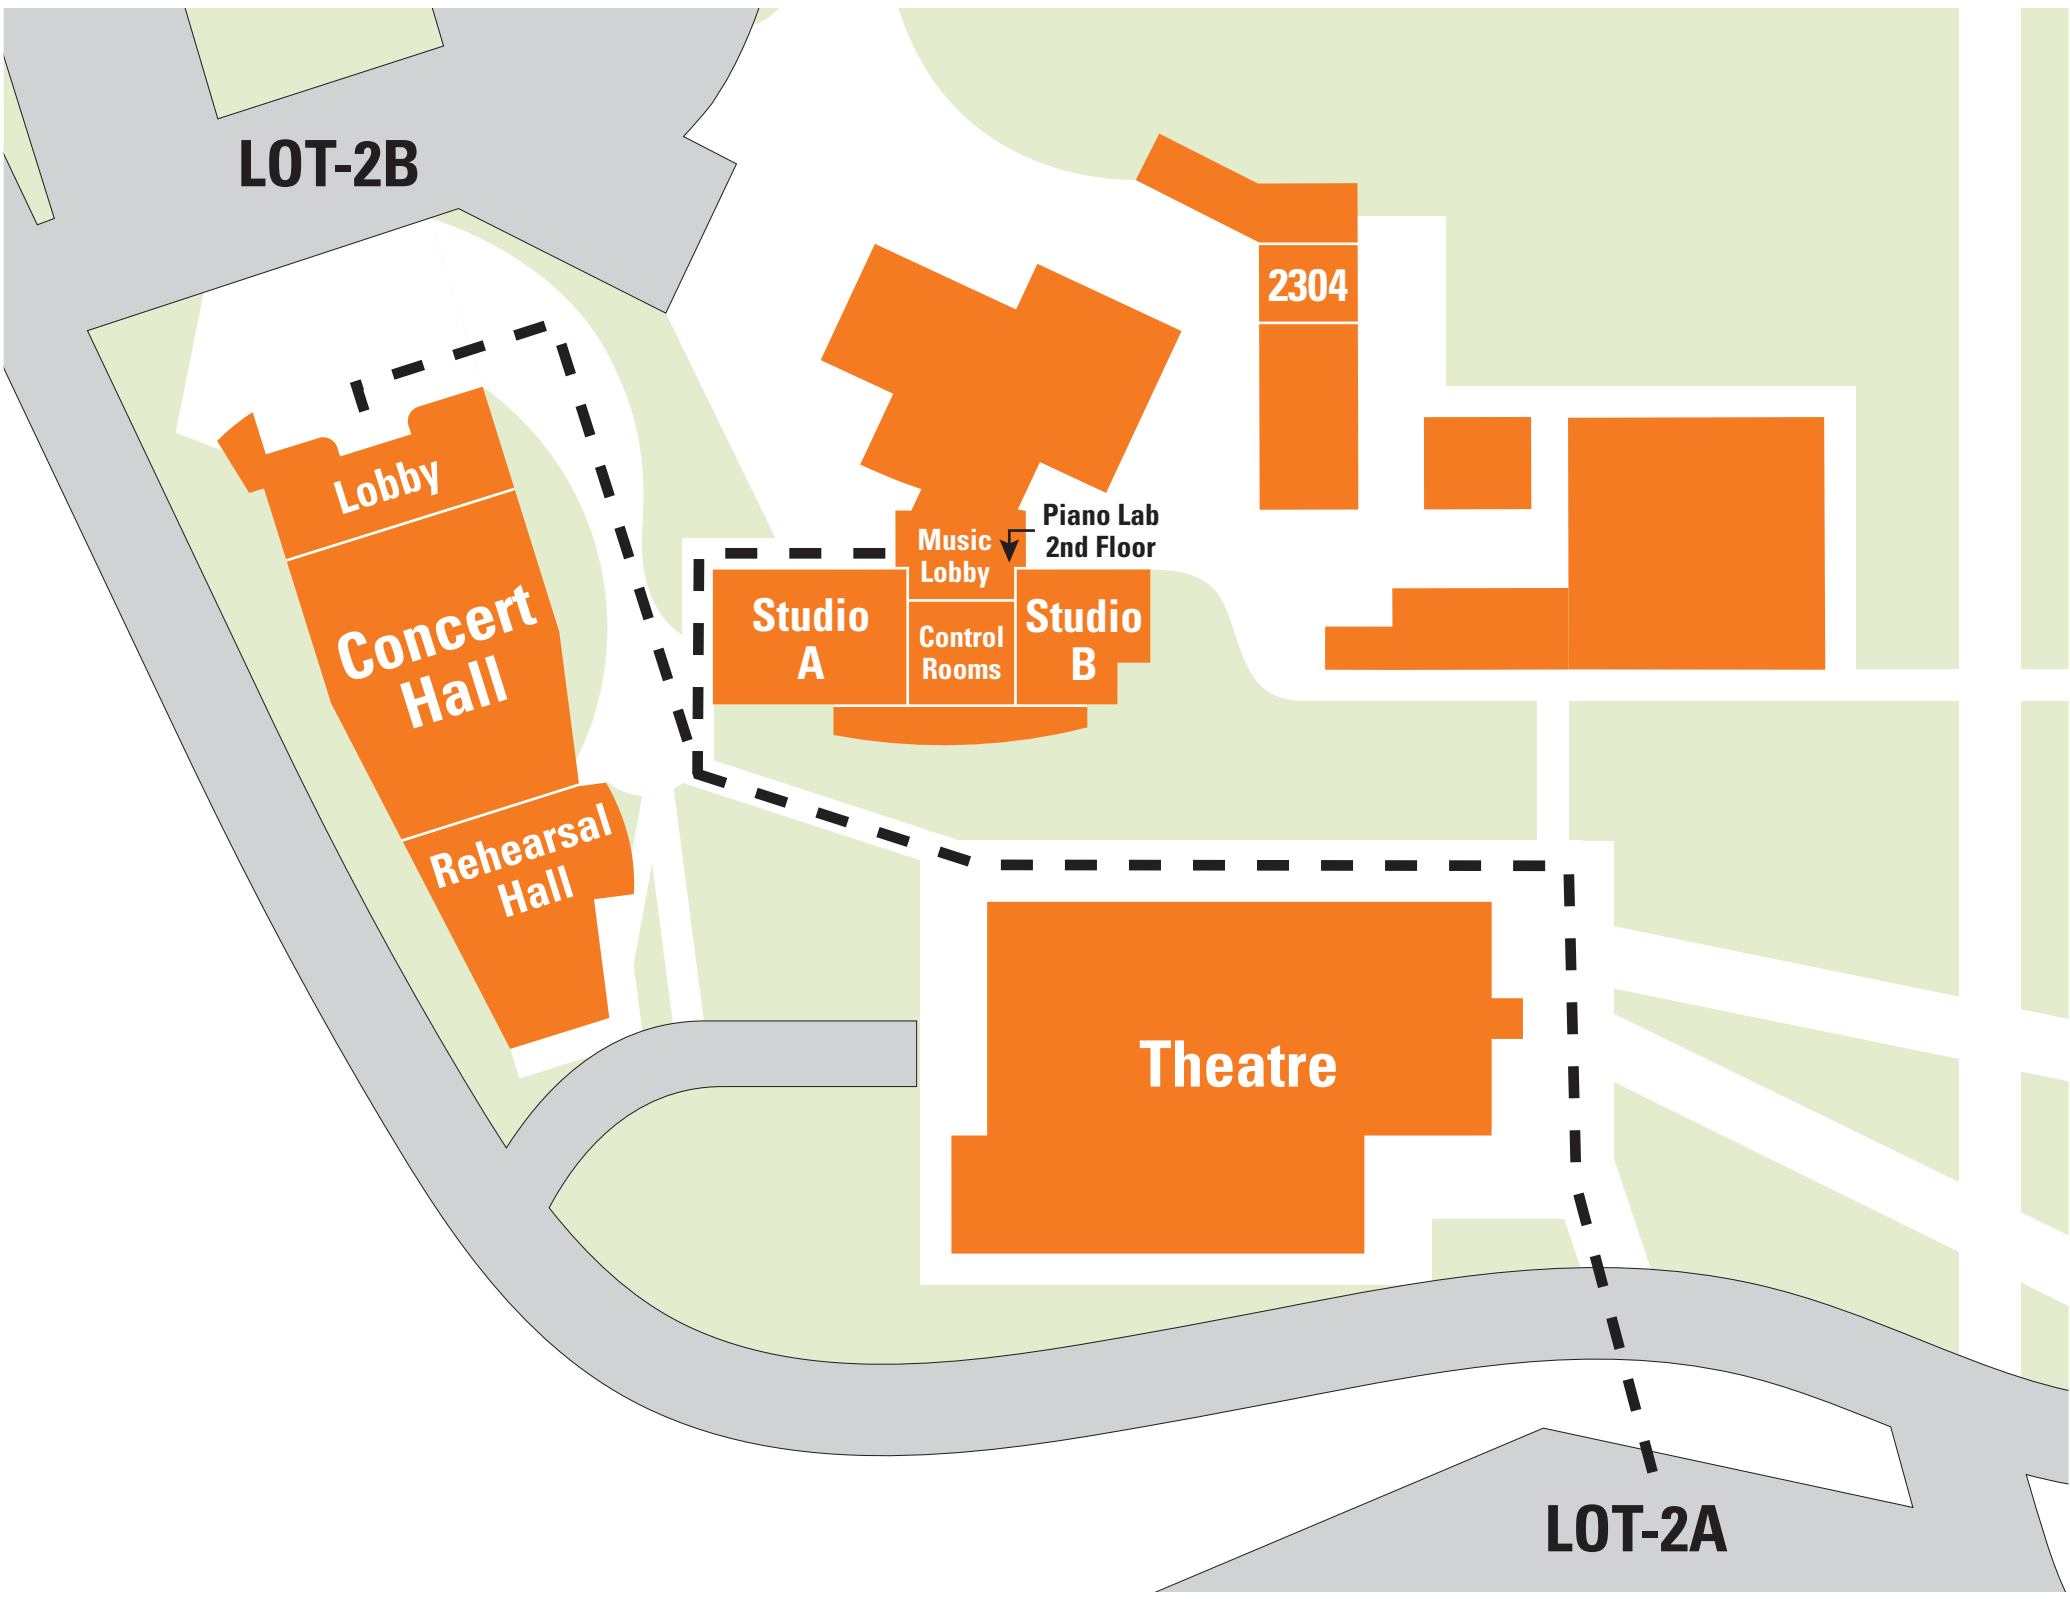 LOT-2B
2304
Lobby
Piano Lab
2nd Floor
Music
Lobby
Concert
Hall
Studio
A
Control
Rooms
Studio
B
Rehearsal
Hall
Theatre
LOT-2A